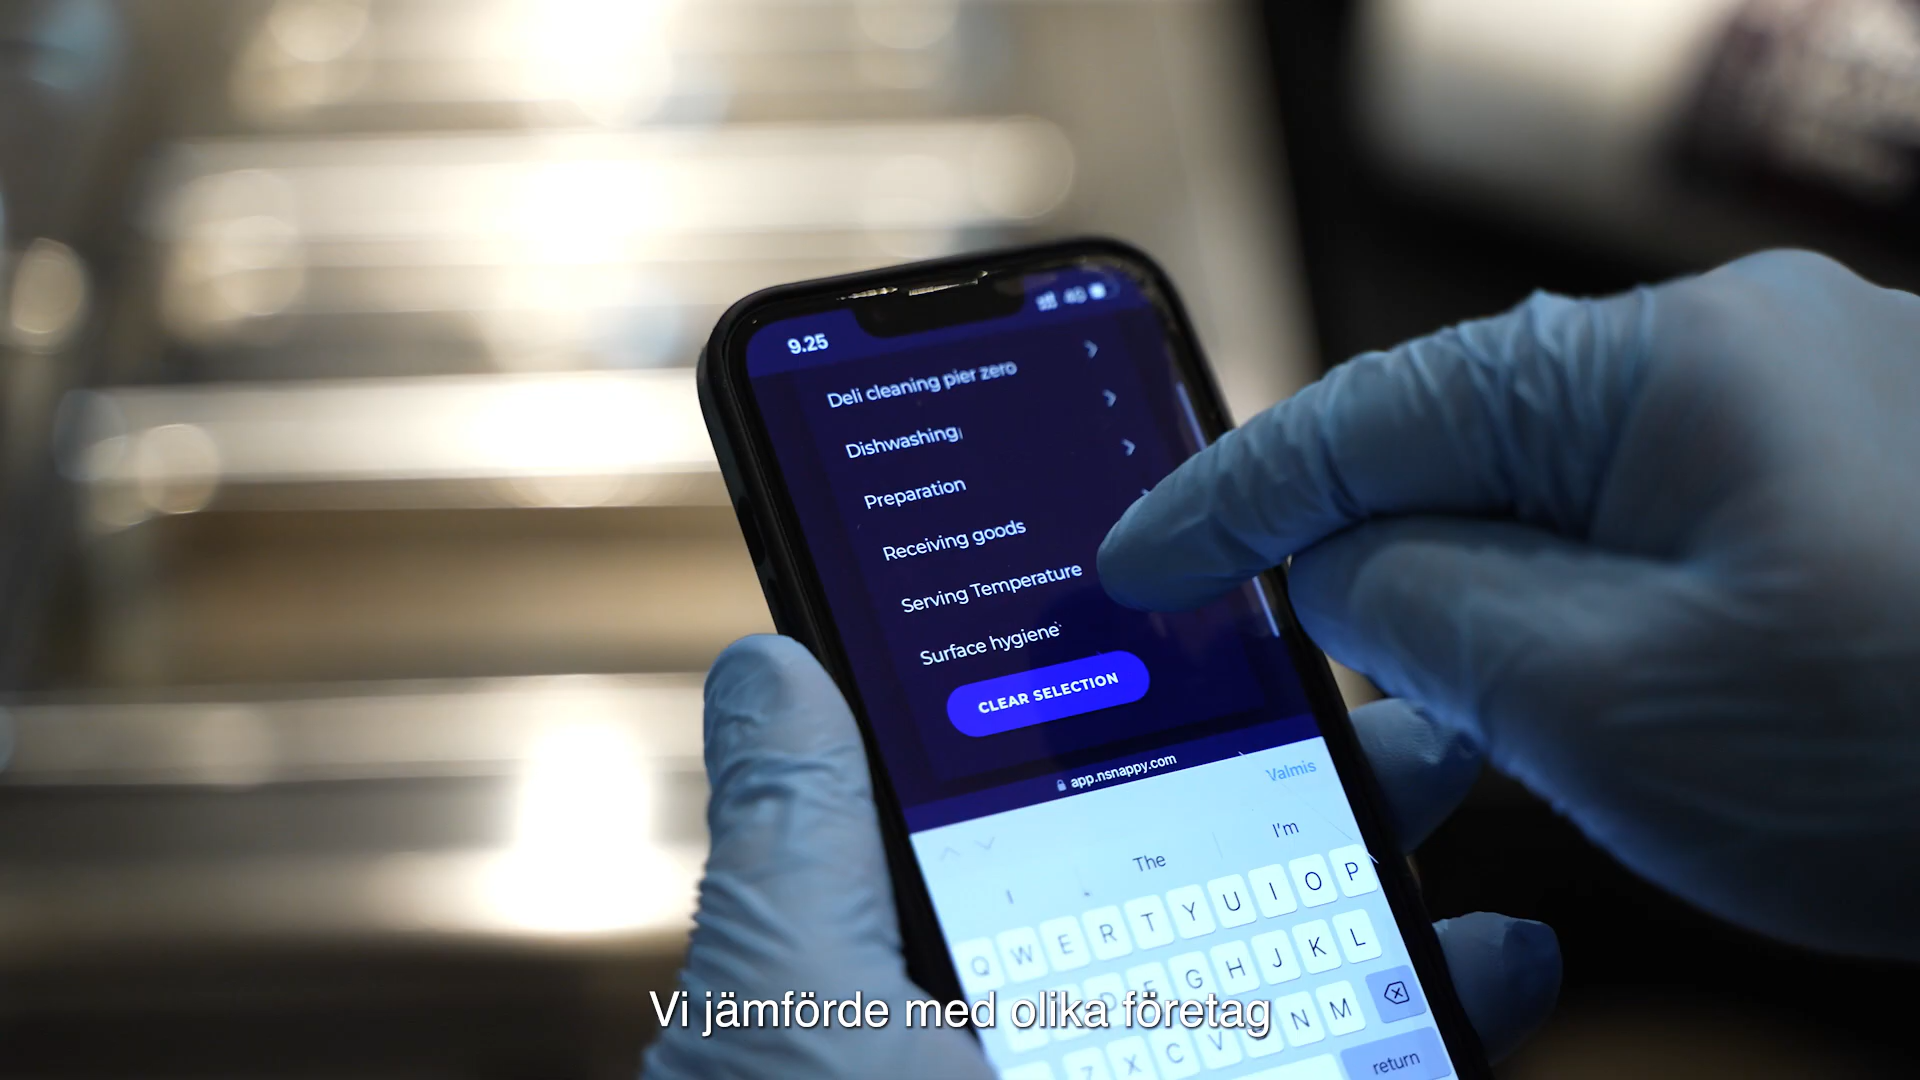 9.25
4G
Deli cleaning pier zero
Dishwashing
Preparation
Receiving goods
Serving Temperature
Surface hygiene
CLEAR SELECTION
app.nsnappy.com
Valmis
I
The
I'm
Q W E R T Y U I O P
D F G H J K L
Z X C V N M
return
Vi jämförde med olika företag